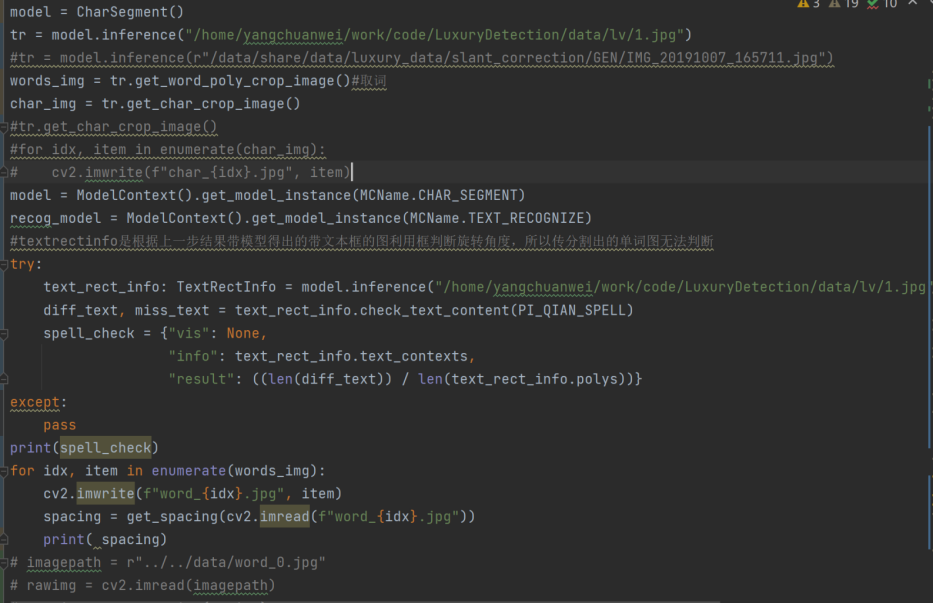 3 19 10
model = CharSegment()
tr = model.inference("/home/yangchuanwei/work/code/LuxuryDetection/data/lv/1.jpg")
#tr = model.inference(r"/data/share/data/luxury_data/slant_correction/GEN/IMG_20191007_165711.jpg")
words_img = tr.get_word_poly_crop_image()#取词
char_img = tr.get_char_crop_image()
#tr.get_char_crop_image()
#for idx, item in enumerate(char_img):
#    cv2.imwrite(f"char_{idx}.jpg", item)
model = ModelContext().get_model_instance(MCName.CHAR_SEGMENT)
recog_model = ModelContext().get_model_instance(MCName.TEXT_RECOGNIZE)
#textrectinfo是根据上一步结果带模型得出的带文本框的图利用框判断旋转角度，所以传分割出的单词图无法判断
try:
    text_rect_info: TextRectInfo = model.inference("/home/yangchuanwei/work/code/LuxuryDetection/data/lv/1.jpg
    diff_text, miss_text = text_rect_info.check_text_content(PI_QIAN_SPELL)
    spell_check = {"vis": None,
                   "info": text_rect_info.text_contexts,
                   "result": ((len(diff_text)) / len(text_rect_info.polys))}
except:
    pass
print(spell_check)
for idx, item in enumerate(words_img):
    cv2.imwrite(f"word_{idx}.jpg", item)
    spacing = get_spacing(cv2.imread(f"word_{idx}.jpg"))
    print( spacing)
# imagepath = r"../../data/word_0.jpg"
# rawimg = cv2.imread(imagepath)